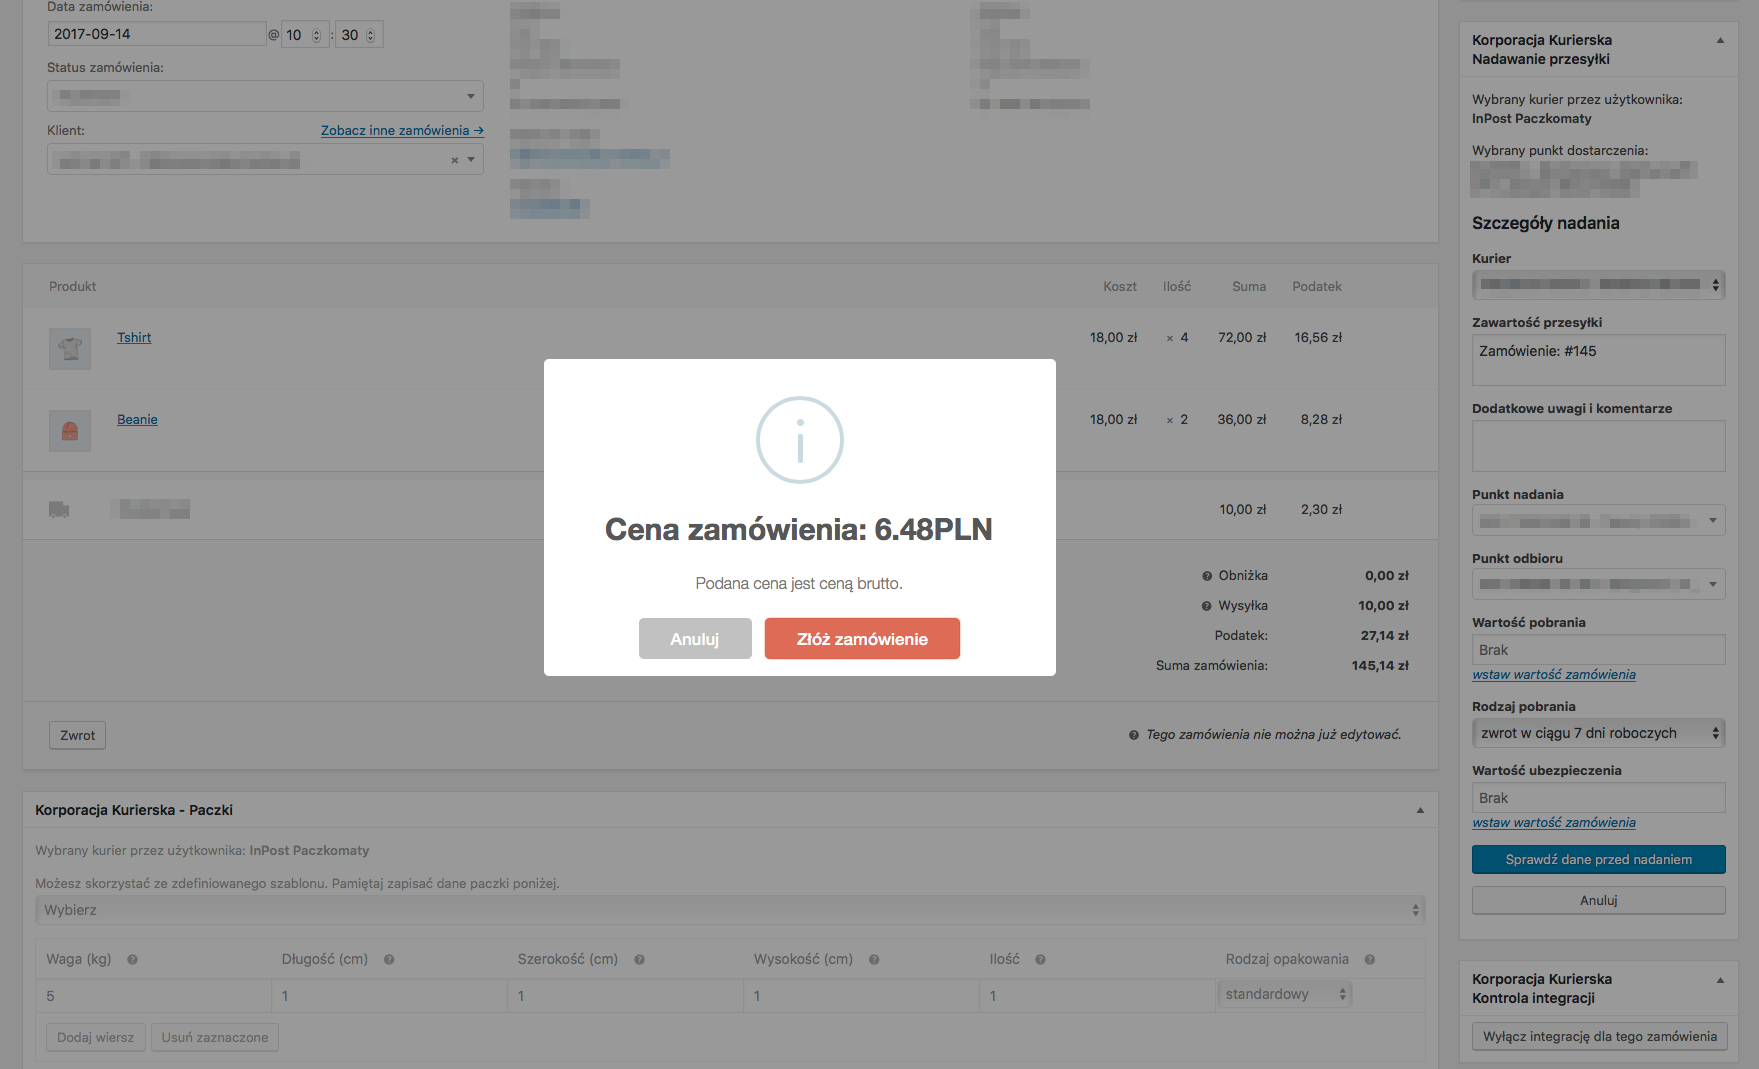 Data zamówienia:
2017-09-14 @ 10 : 30
Status zamówienia:
Klient: Zobacz inne zamówienia →
×
Produkt Koszt Ilość Suma Podatek
Tshirt 18,00 zł × 4 72,00 zł 16,56 zł
Beanie 18,00 zł × 2 36,00 zł 8,28 zł
10,00 zł 2,30 zł
Obniżka 0,00 zł
Wysyłka 10,00 zł
Podatek: 27,14 zł
Suma zamówienia: 145,14 zł
Zwrot Tego zamówienia nie można już edytować.
Cena zamówienia: 6.48PLN
Podana cena jest ceną brutto.
Anuluj Złóż zamówienie
Korporacja Kurierska - Paczki
Wybrany kurier przez użytkownika: InPost Paczkomaty
Możesz skorzystać ze zdefiniowanego szablonu. Pamiętaj zapisać dane paczki poniżej.
Wybierz
Waga (kg) Długość (cm) Szerokość (cm) Wysokość (cm) Ilość Rodzaj opakowania
5 1 1 1 1 standardowy
Dodaj wiersz Usuń zaznaczone
Korporacja Kurierska
Nadawanie przesyłki
Wybrany kurier przez użytkownika:
InPost Paczkomaty
Wybrany punkt dostarczenia:
Szczegóły nadania
Kurier
Zawartość przesyłki
Zamówienie: #145
Dodatkowe uwagi i komentarze
Punkt nadania
Punkt odbioru
Wartość pobrania
Brak
wstaw wartość zamówienia
Rodzaj pobrania
zwrot w ciągu 7 dni roboczych
Wartość ubezpieczenia
Brak
wstaw wartość zamówienia
Sprawdź dane przed nadaniem
Anuluj
Korporacja Kurierska
Kontrola integracji
Wyłącz integrację dla tego zamówienia